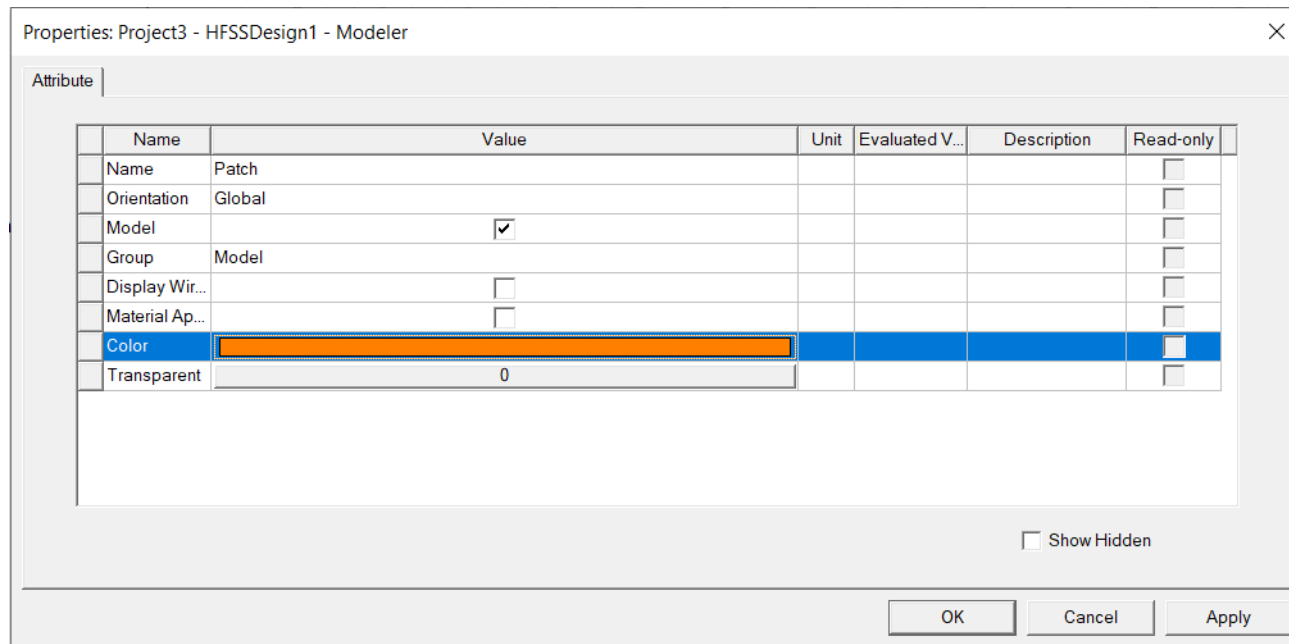 Properties: Project3 - HFSSDesign1 - Modeler
Attribute
Name Value Unit Evaluated V... Description Read-only
Name Patch
Orientation Global
Model
Group Model
Display Wir...
Material Ap...
Color
Transparent 0
Show Hidden
OK Cancel Apply